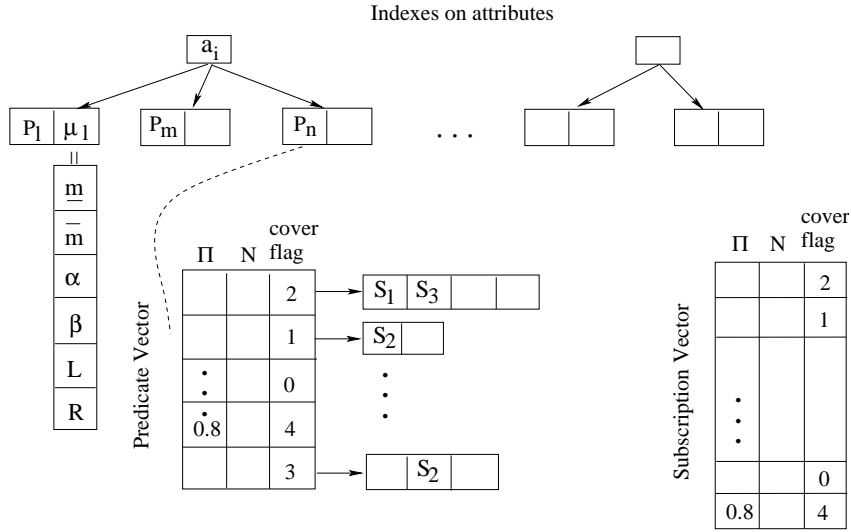 Indexes on attributes
a_i
P_l μ_l P_m P_n . . .
=
m
m
α
β
L
R
Predicate Vector
Π N cover flag
2 S_1 S_3
1 S_2
0
0.8 4
3 S_2
Subscription Vector
Π N cover flag
2
1
0
0.8 4